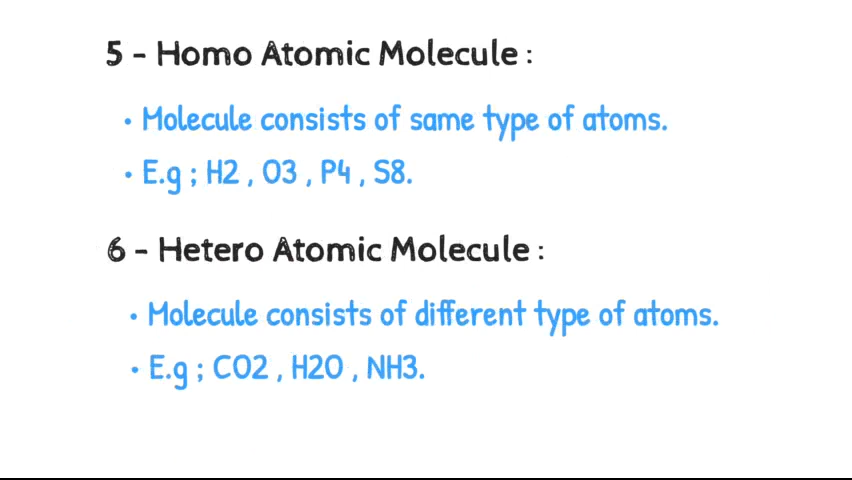 5 - Homo Atomic Molecule :
• Molecule consists of same type of atoms.
• E.g ; H2 , O3 , P4 , S8.
6 - Hetero Atomic Molecule :
• Molecule consists of different type of atoms.
• E.g ; CO2 , H2O , NH3.